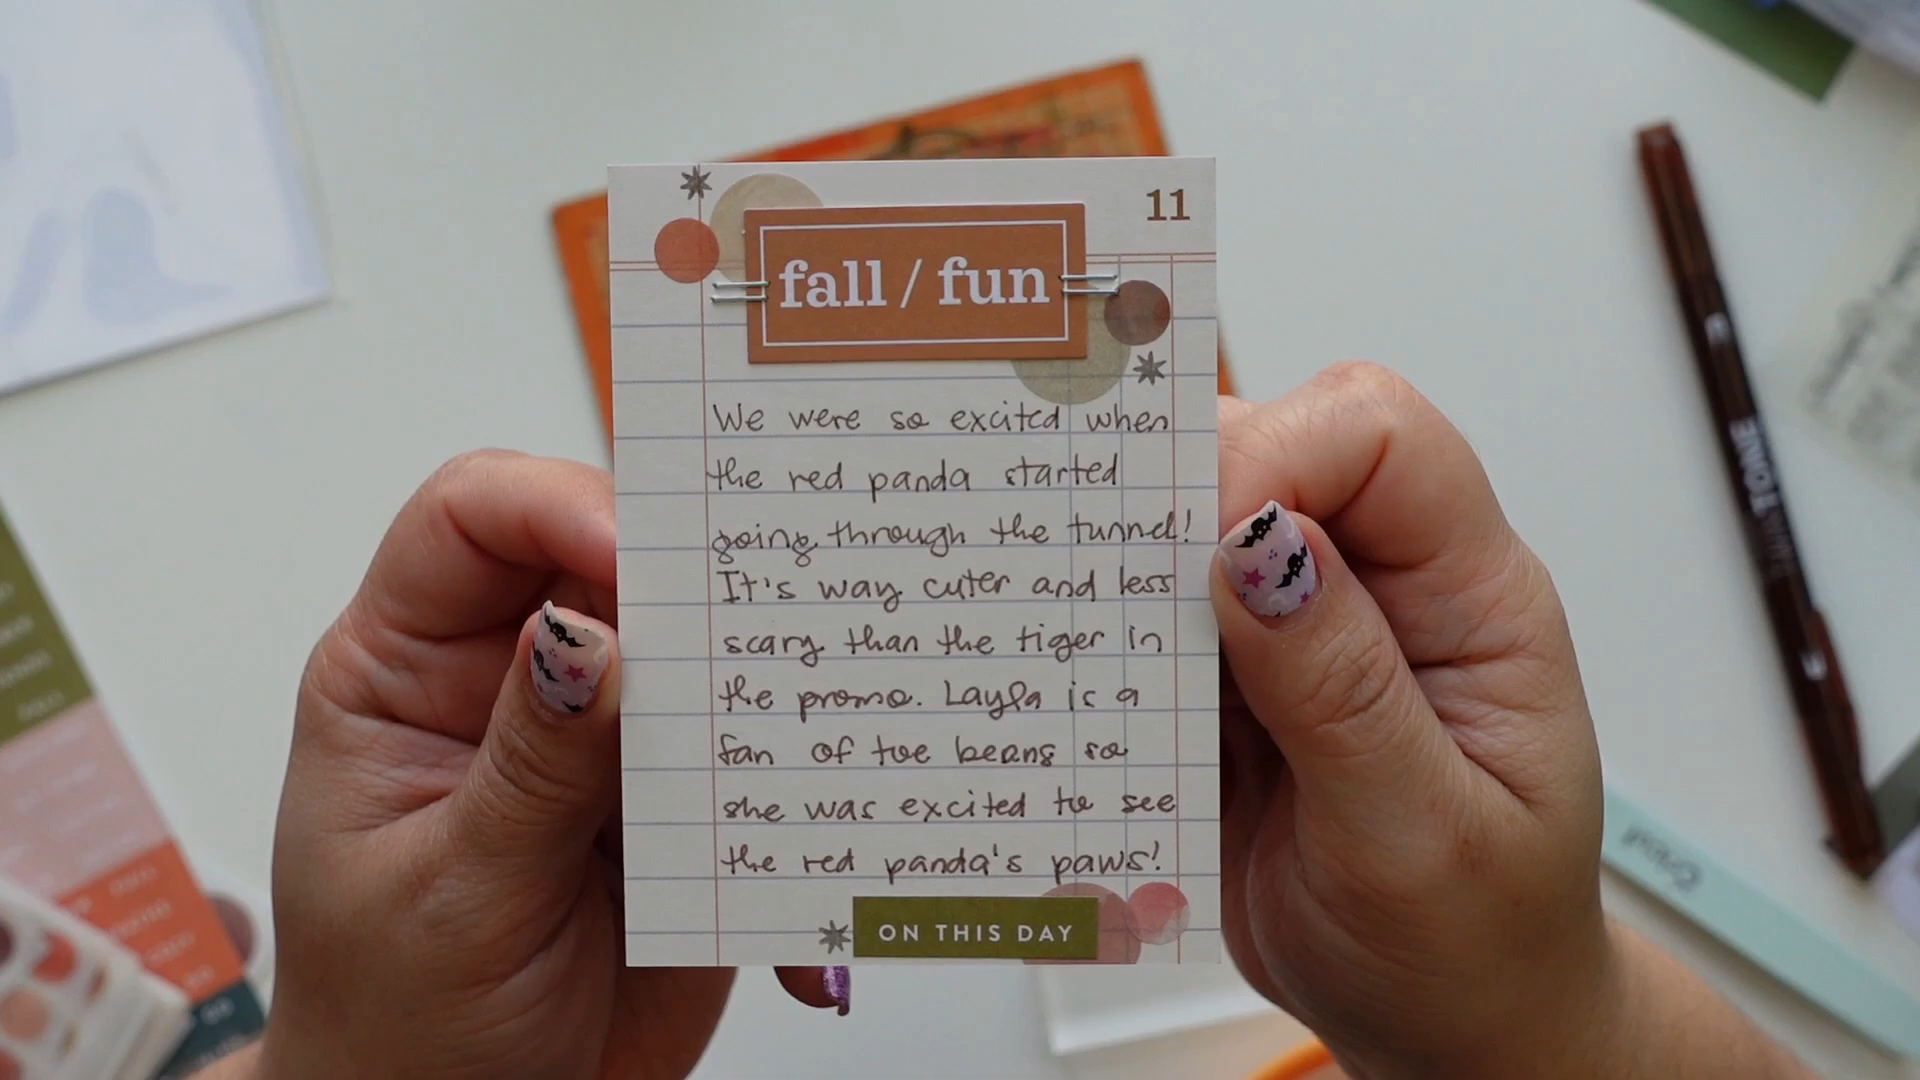 11
fall / fun
We were so excited when
the red panda started
going through the tunnel!
It's way cuter and less
scary than the tiger in
the promo. Layla is a
fan of toe beans so
she was excited to see
the red panda's paws!
ON THIS DAY
TONE
Cricut